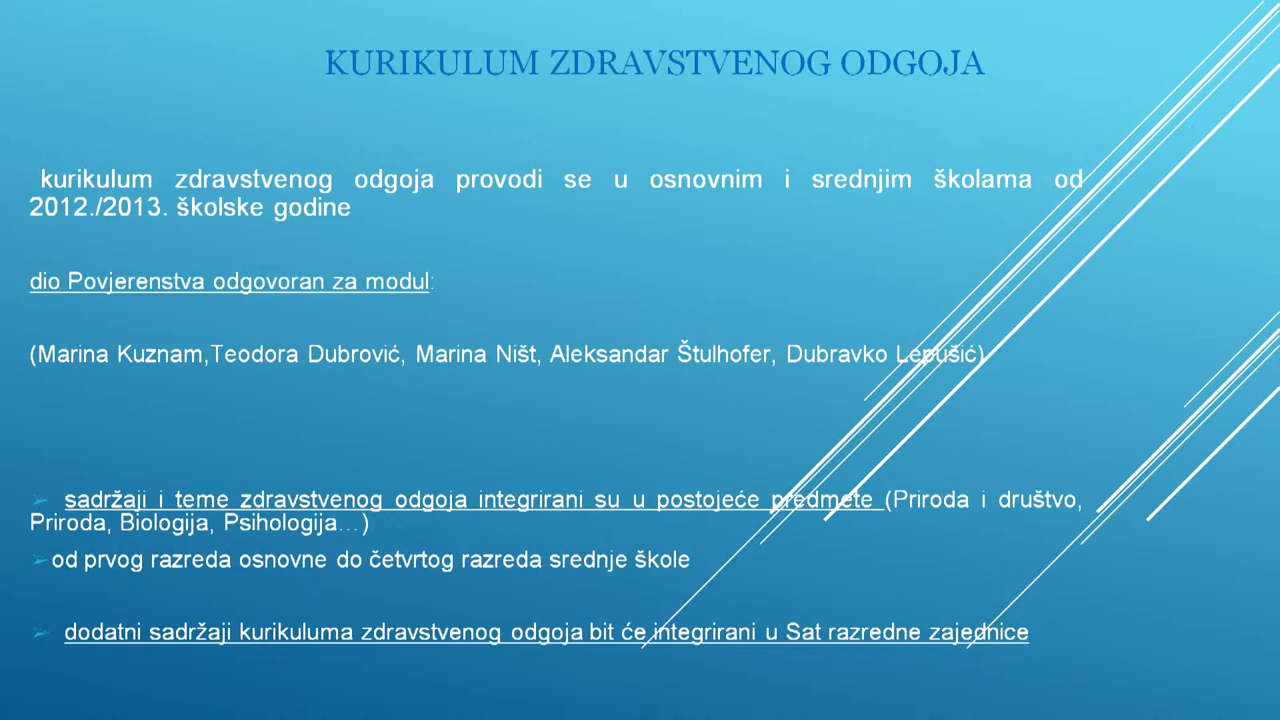 KURIKULUM ZDRAVSTVENOG ODGOJA
kurikulum zdravstvenog odgoja provodi se u osnovnim i srednjim školama od
2012./2013. školske godine
dio Povjerenstva odgovoran za modul:
(Marina Kuznam,Teodora Dubrović, Marina Ništ, Aleksandar Štulhofer, Dubravko Lepušić)
➢ sadržaji i teme zdravstvenog odgoja integrirani su u postojeće predmete (Priroda i društvo,
Priroda, Biologija, Psihologija…)
➢ od prvog razreda osnovne do četvrtog razreda srednje škole
➢ dodatni sadržaji kurikuluma zdravstvenog odgoja bit će integrirani u Sat razredne zajednice